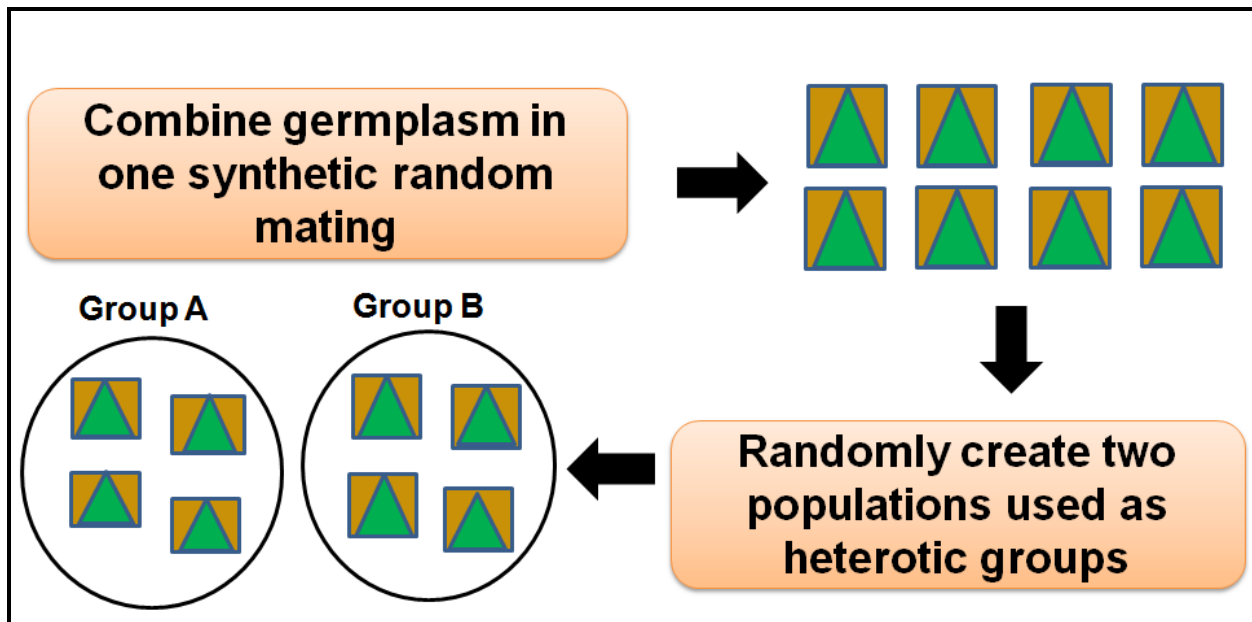 Combine germplasm in
one synthetic random
mating
Group A
Group B
Randomly create two
populations used as
heterotic groups